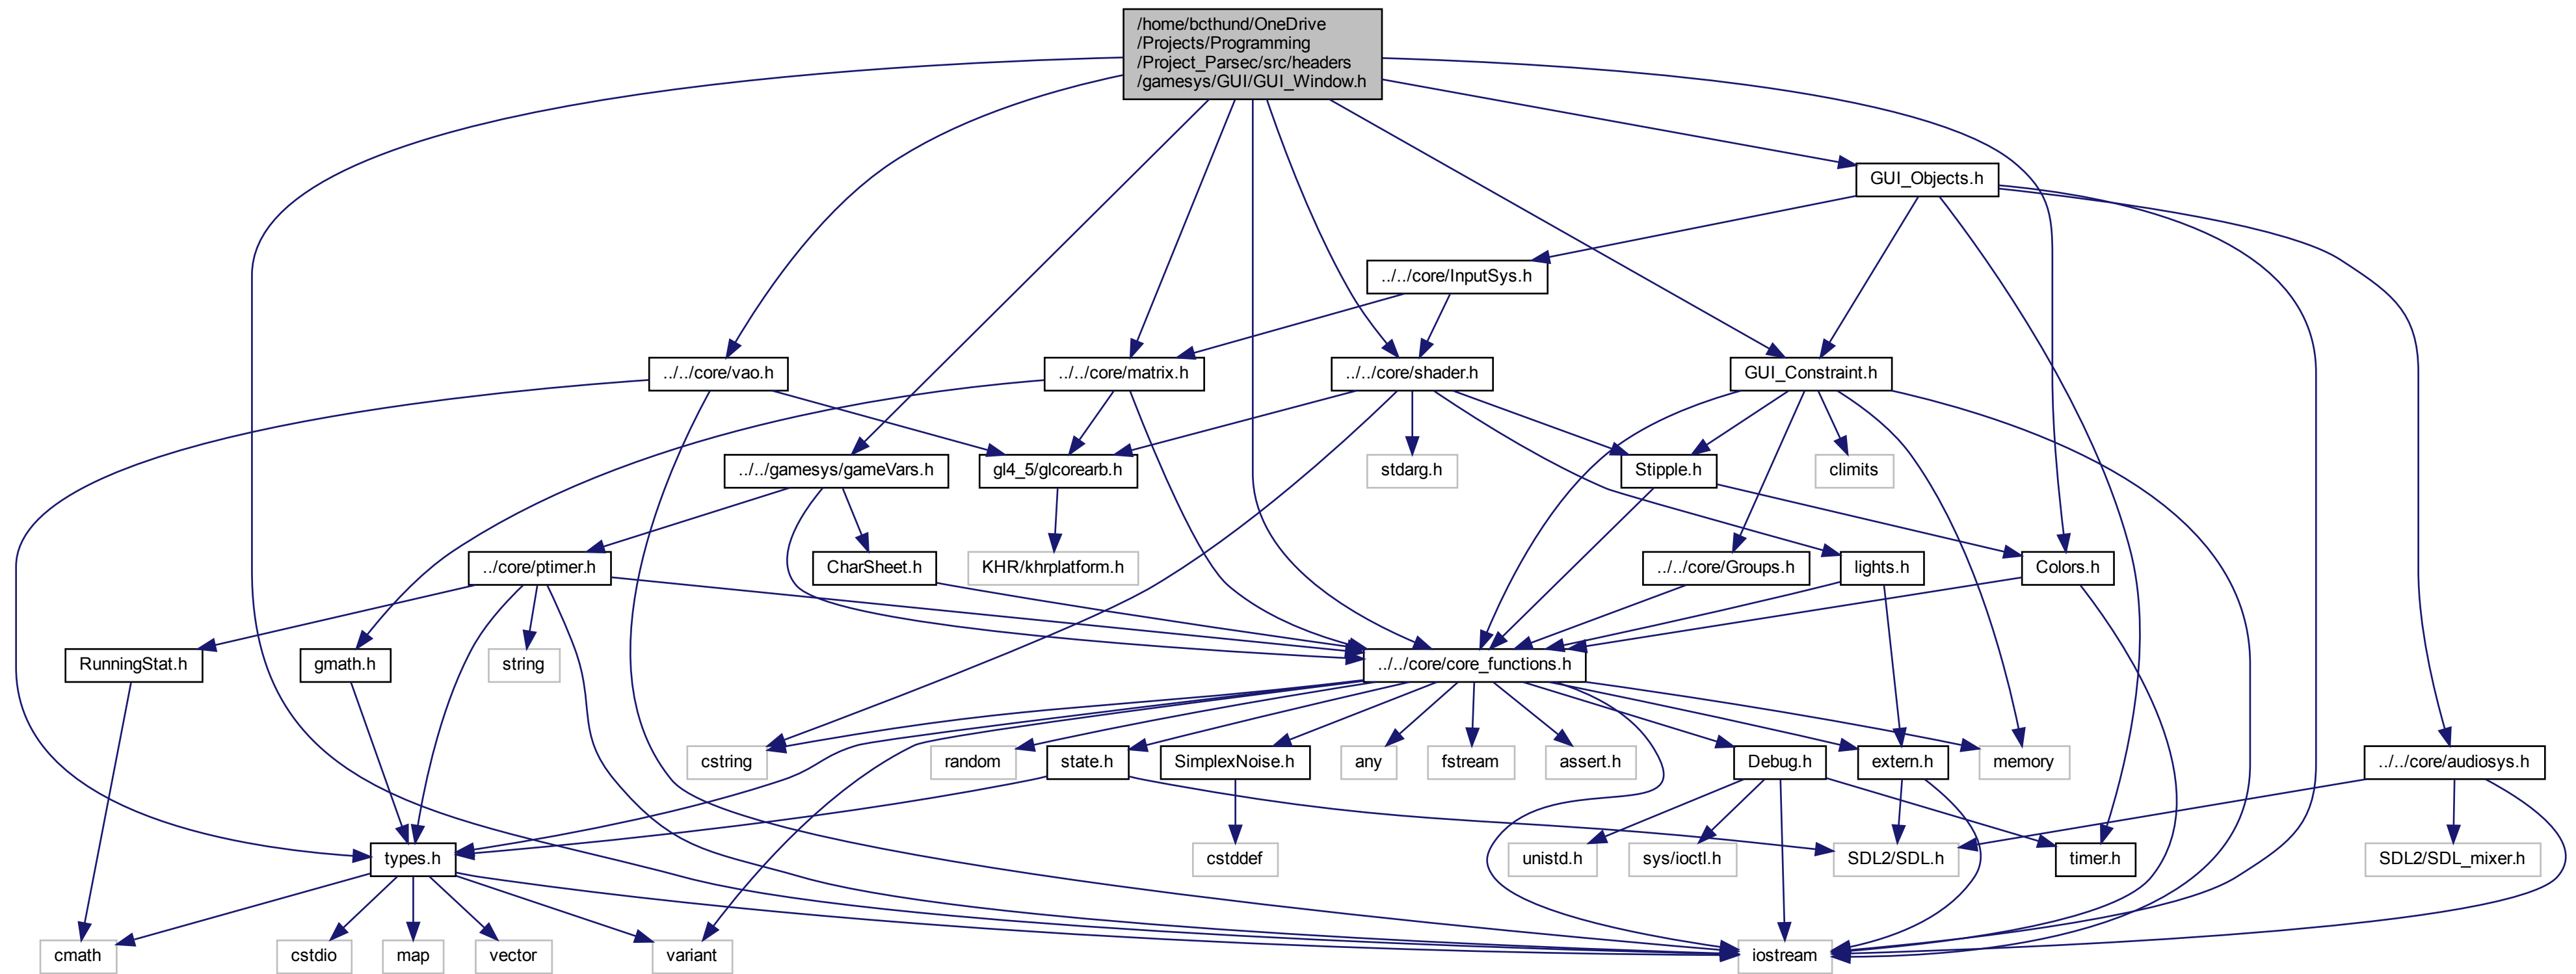 /home/bcthund/OneDrive
/Projects/Programming
/Project_Parsec/src/headers
/gamesys/GUI/GUI_Window.h
GUI_Objects.h
../../core/InputSys.h
../../core/vao.h
../../core/matrix.h
../../core/shader.h
GUI_Constraint.h
../../gamesys/gameVars.h
gl4_5/glcorearb.h
stdarg.h
Stipple.h
climits
../core/ptimer.h
CharSheet.h
KHR/khrplatform.h
../../core/Groups.h
lights.h
Colors.h
RunningStat.h
gmath.h
string
../../core/core_functions.h
cstring
random
state.h
SimplexNoise.h
any
fstream
assert.h
Debug.h
extern.h
memory
../../core/audiosys.h
types.h
cstddef
unistd.h
sys/ioctl.h
SDL2/SDL.h
timer.h
SDL2/SDL_mixer.h
cmath
cstdio
map
vector
variant
iostream